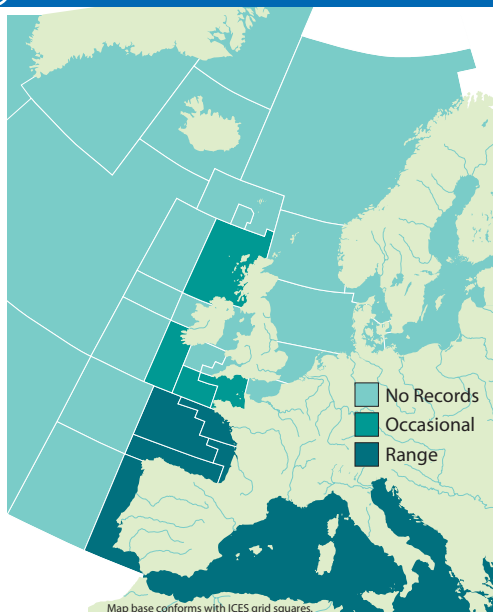 No Records
Occasional
Range
Map base conforms with ICES grid squares.